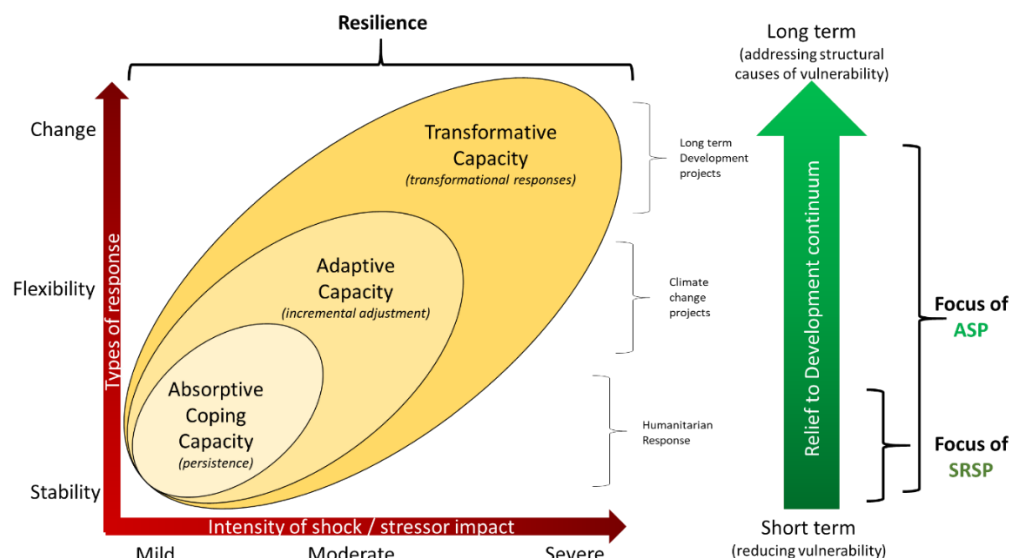 Resilience
Change
Flexibility
Stability
Types of response
Transformative
Capacity
(transformational responses)
Adaptive
Capacity
(incremental adjustment)
Absorptive
Coping
Capacity
(persistence)
Intensity of shock / stressor impact
Mild
Moderate
Severe
Long term
Development
projects
Climate
change
projects
Humanitarian
Response
Long term
(addressing structural
causes of vulnerability)
Relief to Development continuum
Short term
(reducing vulnerability)
Focus of
ASP
Focus of
SRSP